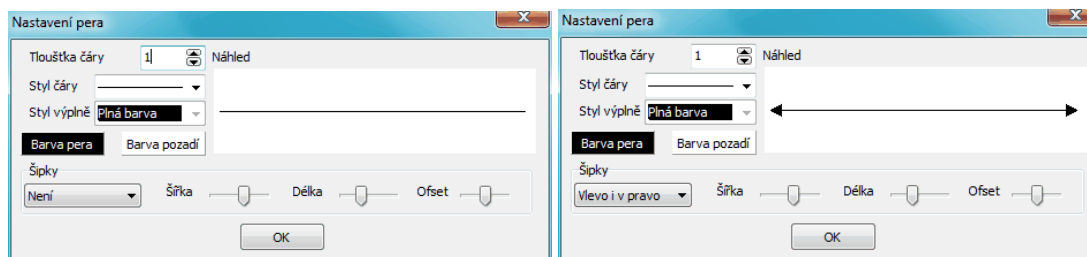 Nastavení pera
Tloušťka čáry 1 Náhled
Styl čáry
Styl výplně Plná barva
Barva pera Barva pozadí
Šipky
Není Šířka Délka Ofset
OK
Nastavení pera
Tloušťka čáry 1 Náhled
Styl čáry
Styl výplně Plná barva
Barva pera Barva pozadí
Šipky
Vlevo i v pravo Šířka Délka Ofset
OK